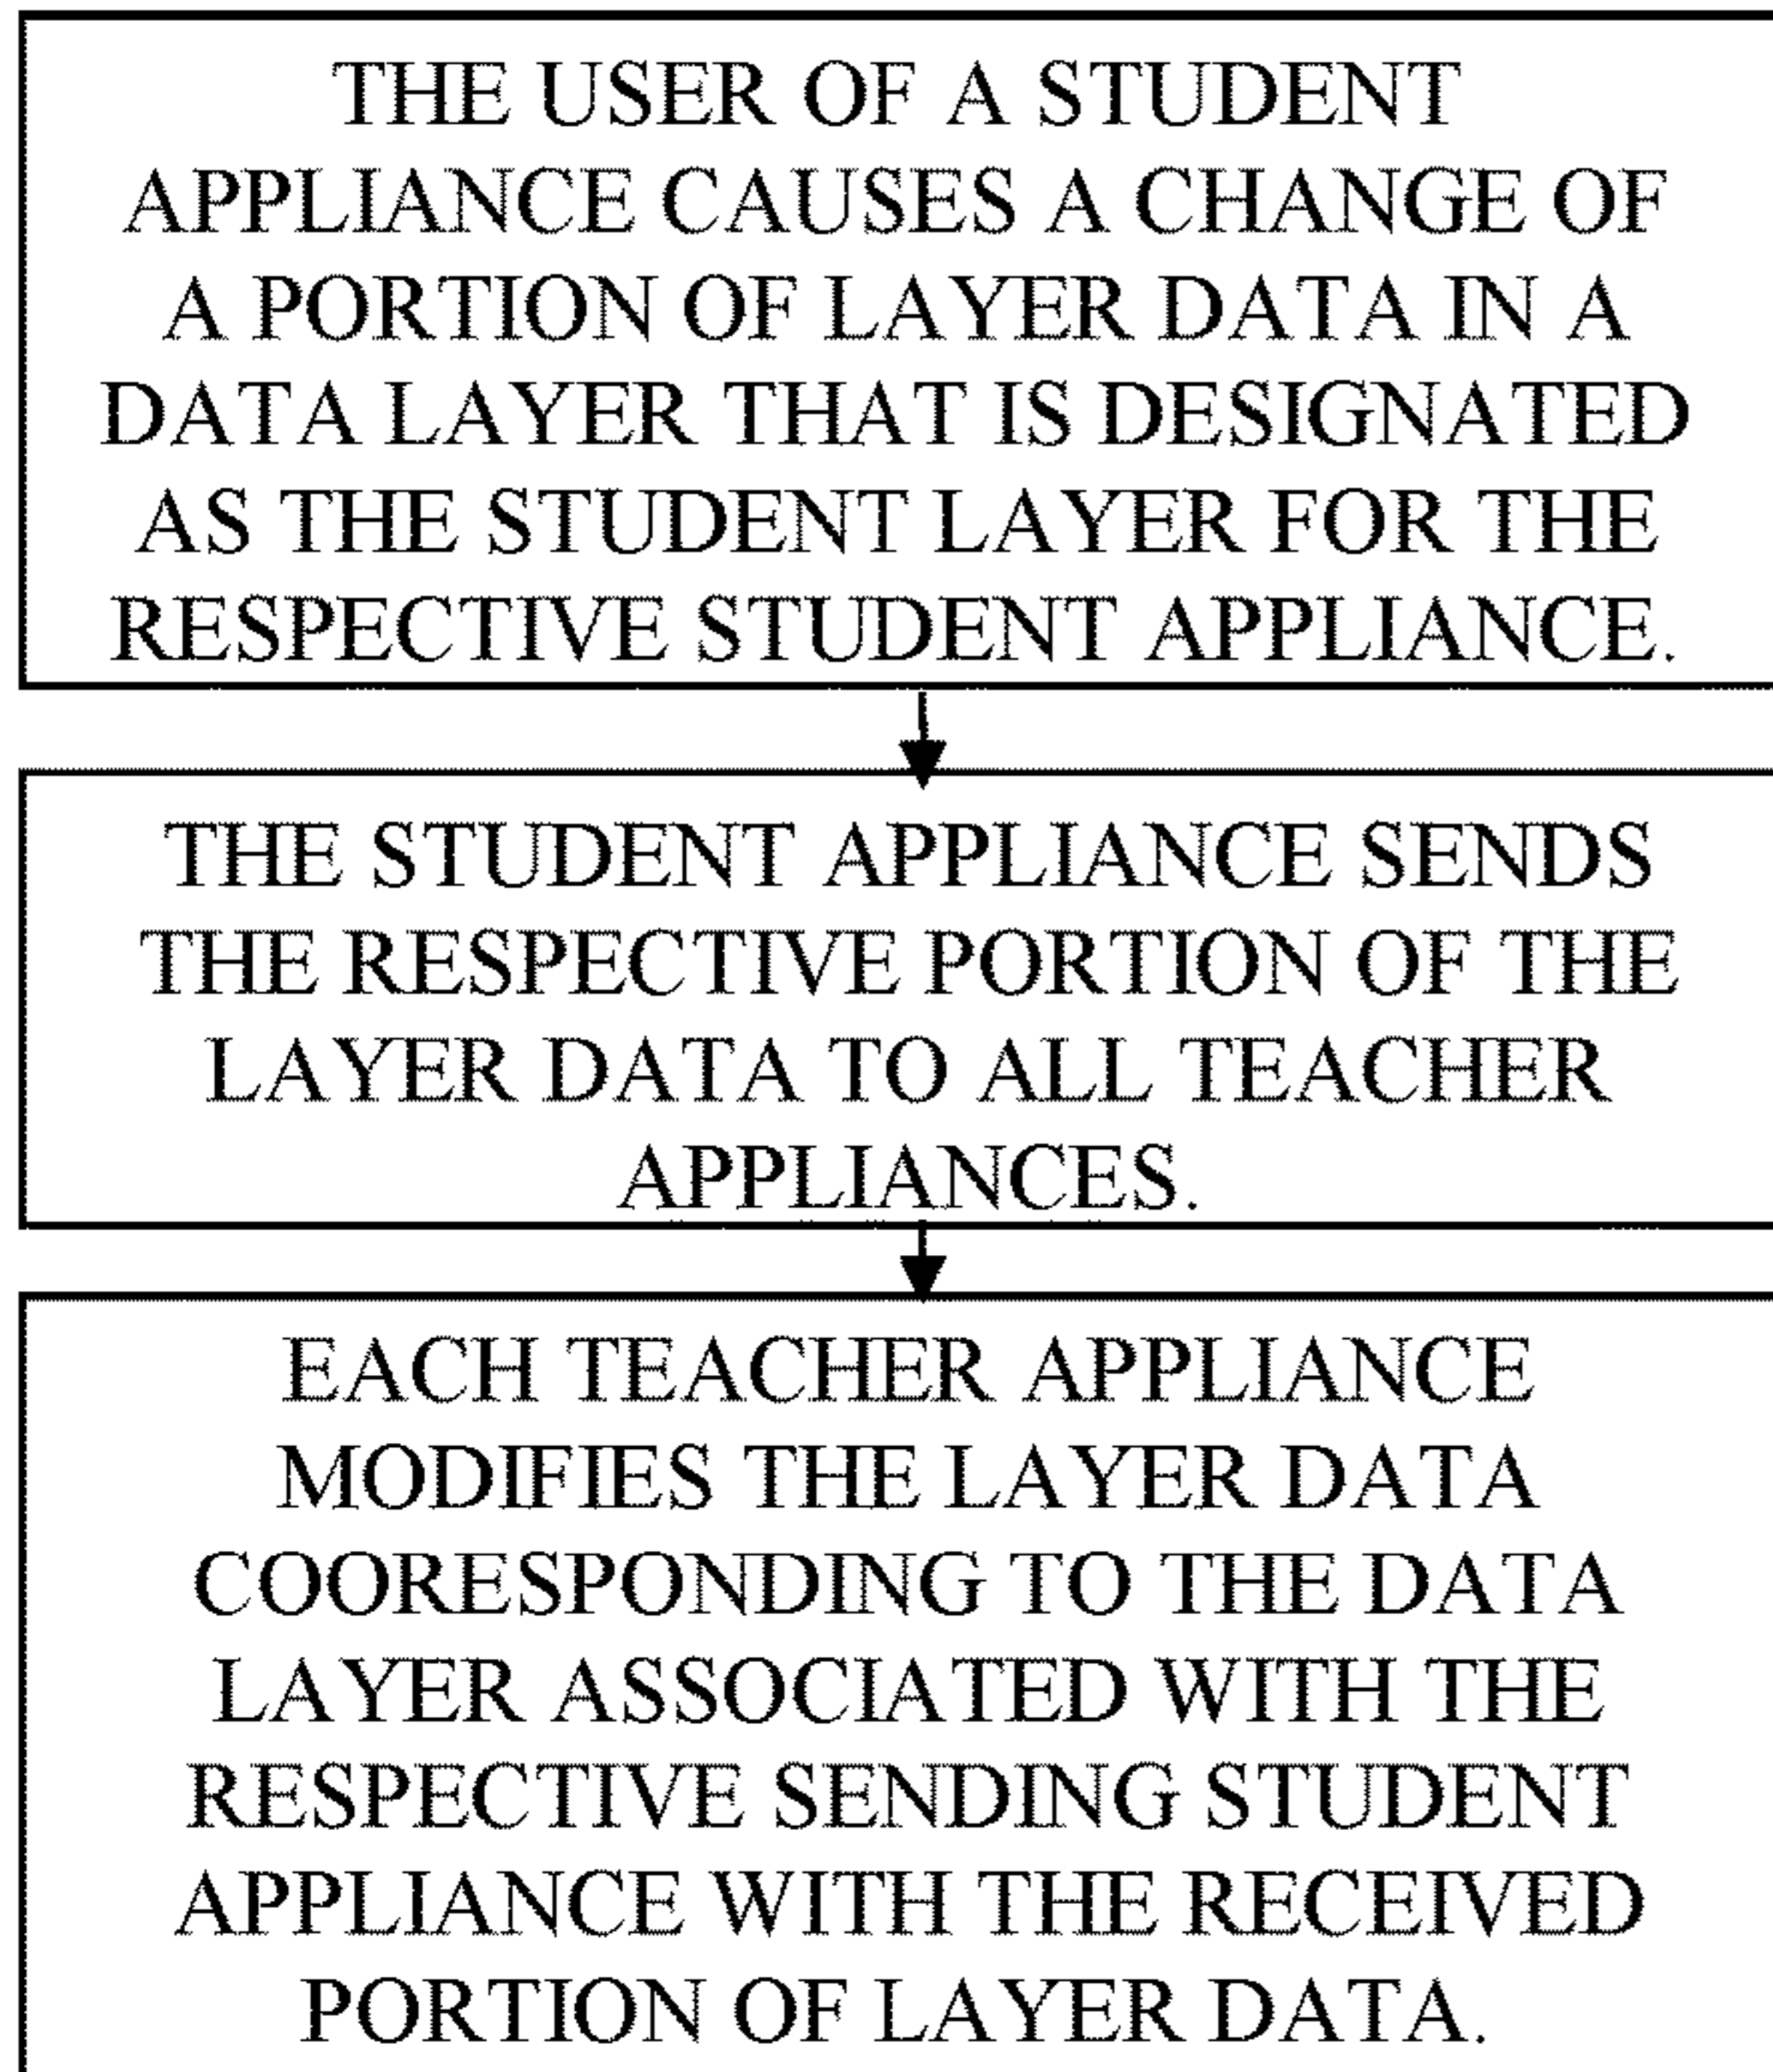 THE USER OF A STUDENT
APPLIANCE CAUSES A CHANGE OF
A PORTION OF LAYER DATA IN A
DATA LAYER THAT IS DESIGNATED
AS THE STUDENT LAYER FOR THE
RESPECTIVE STUDENT APPLIANCE.
THE STUDENT APPLIANCE SENDS
THE RESPECTIVE PORTION OF THE
LAYER DATA TO ALL TEACHER
APPLIANCES.
EACH TEACHER APPLIANCE
MODIFIES THE LAYER DATA
COORESPONDING TO THE DATA
LAYER ASSOCIATED WITH THE
RESPECTIVE SENDING STUDENT
APPLIANCE WITH THE RECEIVED
PORTION OF LAYER DATA.